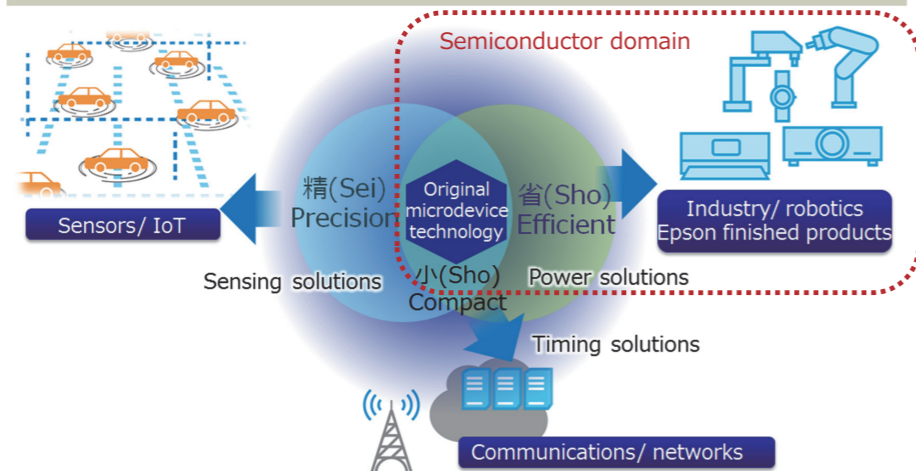 Semiconductor domain
精(Sei)
Precision
Original
microdevice
technology
省(Sho)
Efficient
小(Sho)
Compact
Sensors/ IoT
Industry/ robotics
Epson finished products
Sensing solutions
Power solutions
Timing solutions
Communications/ networks